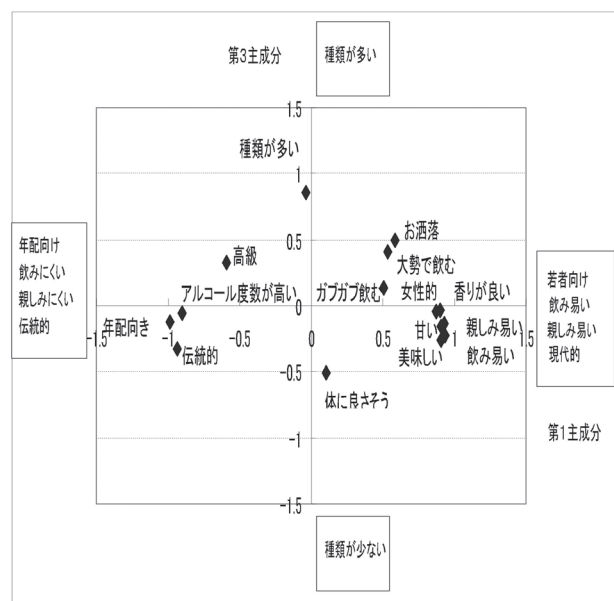 第3主成分
種類が多い
1.5
種類が多い
1
お洒落
0.5
大勢で飲む
高級
年配向け
飲みにくい
親しみにくい
伝統的
アルコール度数が高い
ガブガブ飲む
女性的
香りが良い
若者向け
飲み易い
親しみ易い
現代的
0
年配向き
甘い
親しみ易い
-1.5
-1
-0.5
0
0.5
1
1.5
伝統的
美味しい
飲み易い
-0.5
体に良さそう
第1主成分
-1
-1.5
種類が少ない